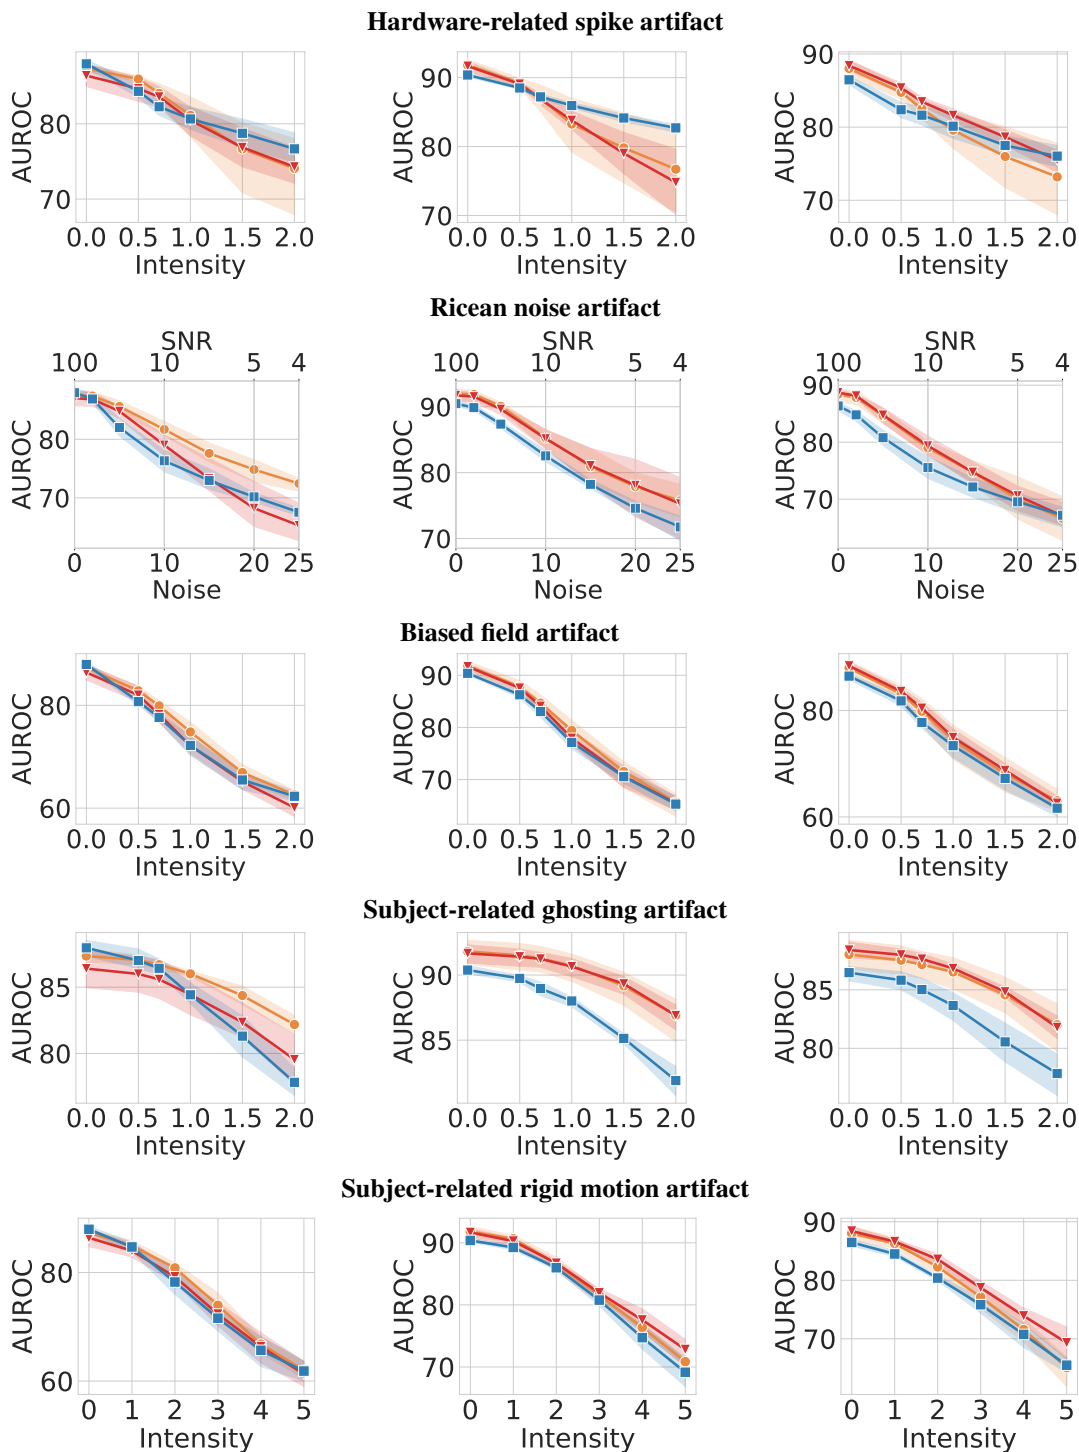 Hardware-related spike artifact
AUROC
90
80
70
0.0 0.5 1.0 1.5 2.0
Intensity
AUROC
80
70
0.0 0.5 1.0 1.5 2.0
Intensity
AUROC
90
80
70
0.0 0.5 1.0 1.5 2.0
Intensity
Ricean noise artifact
SNR
100 10 5 4
AUROC
80
70
0 10 20 25
Noise
SNR
100 10 5 4
AUROC
90
80
70
0 10 20 25
Noise
SNR
100 10 5 4
AUROC
90
80
70
0 10 20 25
Noise
Biased field artifact
AUROC
80
60
0.0 0.5 1.0 1.5 2.0
Intensity
AUROC
90
80
70
0.0 0.5 1.0 1.5 2.0
Intensity
AUROC
80
60
0.0 0.5 1.0 1.5 2.0
Intensity
Subject-related ghosting artifact
AUROC
85
80
0.0 0.5 1.0 1.5 2.0
Intensity
AUROC
90
85
0.0 0.5 1.0 1.5 2.0
Intensity
AUROC
85
80
0.0 0.5 1.0 1.5 2.0
Intensity
Subject-related rigid motion artifact
AUROC
80
60
0 1 2 3 4 5
Intensity
AUROC
90
80
70
0 1 2 3 4 5
Intensity
AUROC
90
80
70
0 1 2 3 4 5
Intensity